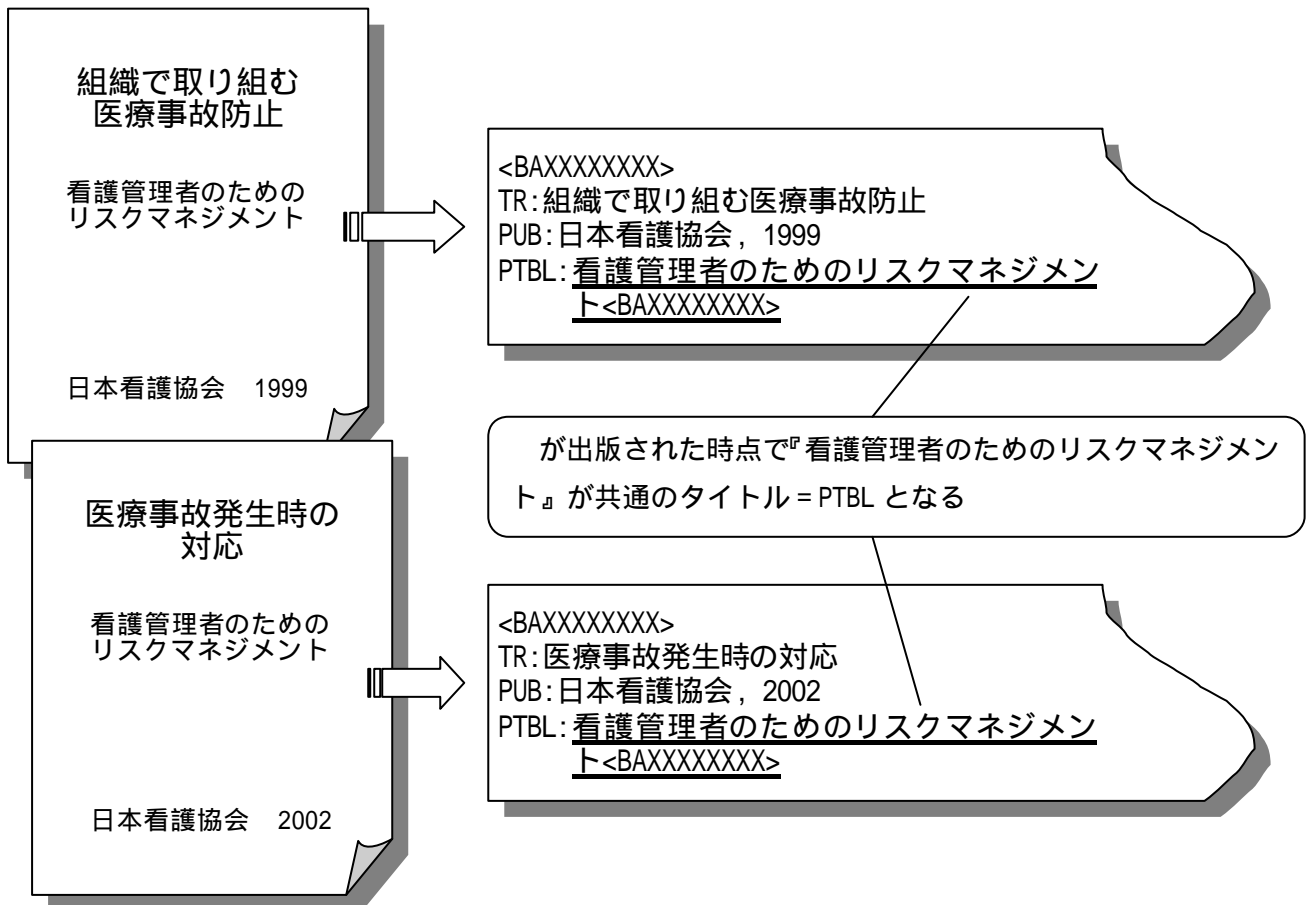 組織で取り組む
医療事故防止
看護管理者のための
リスクマネジメント
日本看護協会　1999
<BAXXXXXXXX>
TR:組織で取り組む医療事故防止
PUB:日本看護協会, 1999
PTBL:看護管理者のためのリスクマネジメン
ト<BAXXXXXXXX>
が出版された時点で『看護管理者のためのリスクマネジメン
ト』が共通のタイトル=PTBL となる
医療事故発生時の
対応
看護管理者のための
リスクマネジメント
日本看護協会　2002
<BAXXXXXXXX>
TR:医療事故発生時の対応
PUB:日本看護協会, 2002
PTBL:看護管理者のためのリスクマネジメン
ト<BAXXXXXXXX>